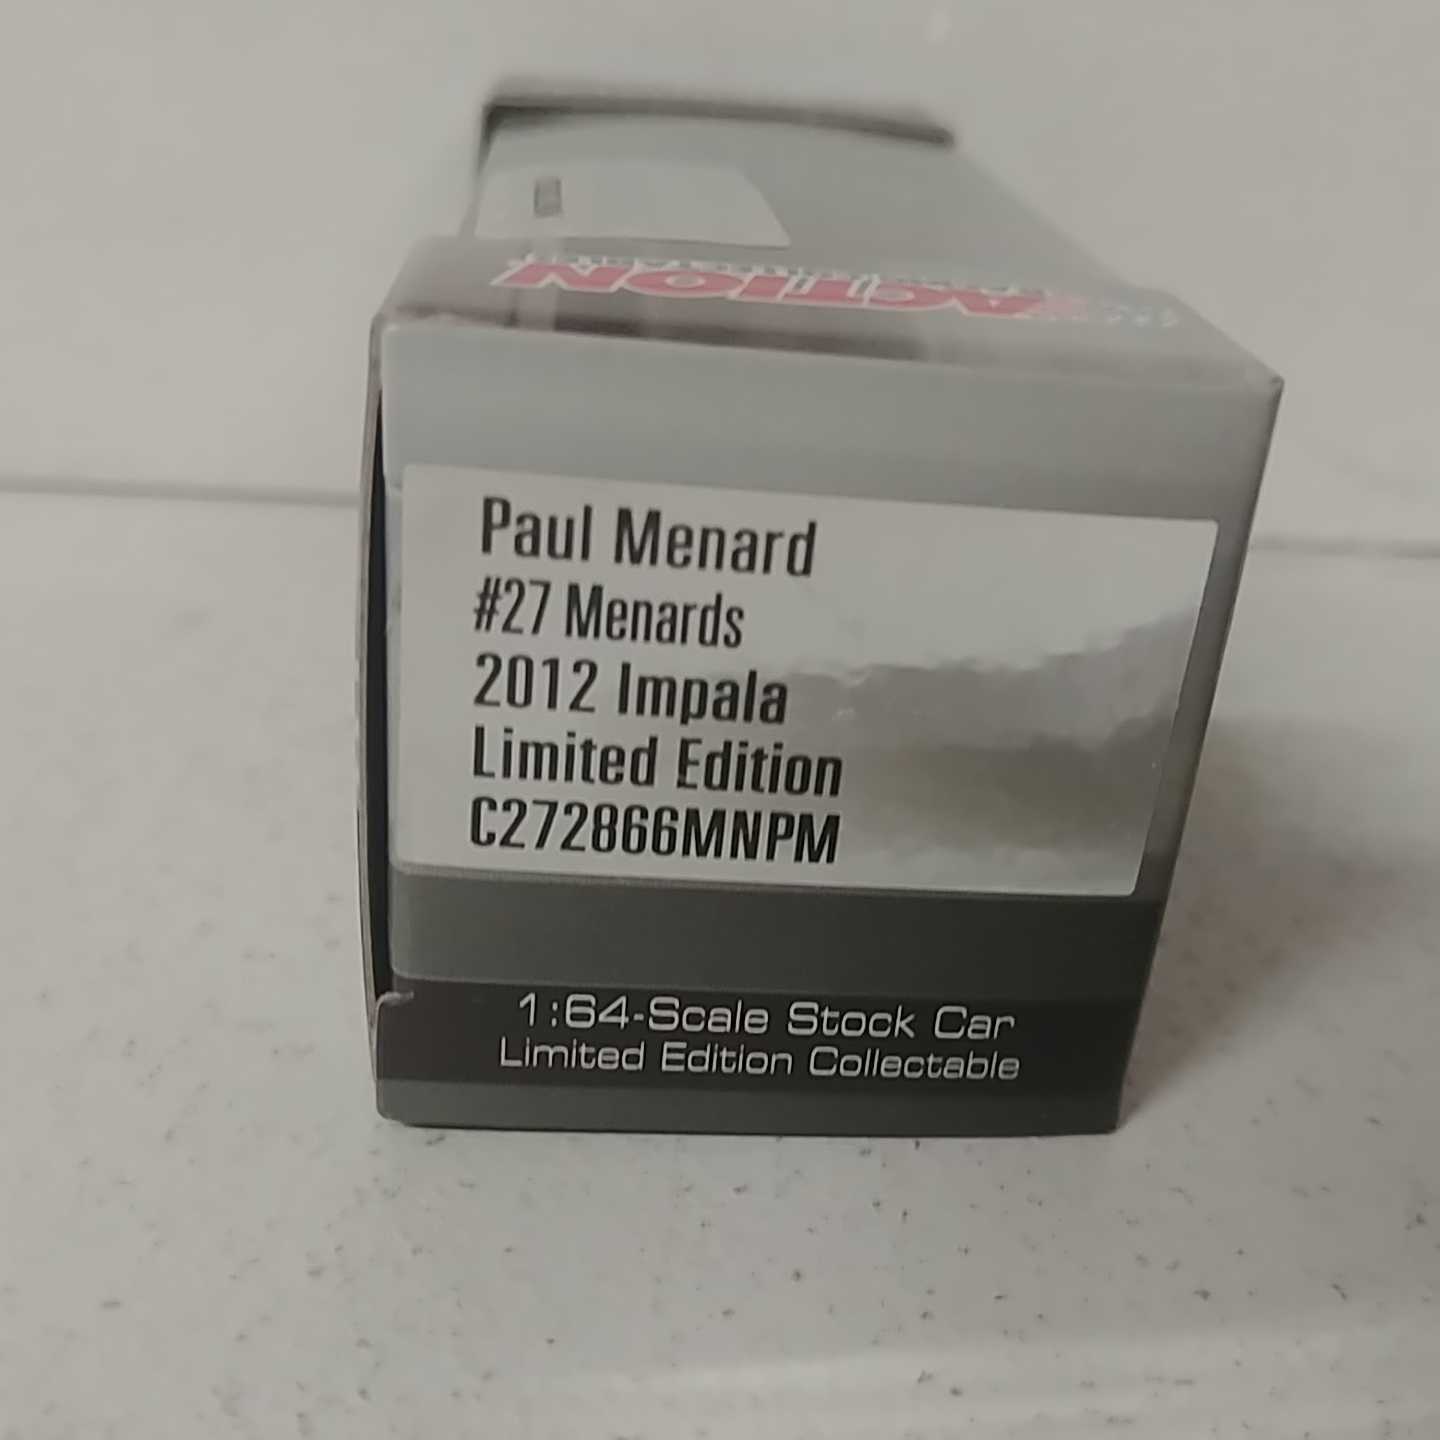 ACTION
Paul Menard
#27 Menards
2012 Impala
Limited Edition
C272866MNPM
1:64-Scale Stock Car
Limited Edition Collectable